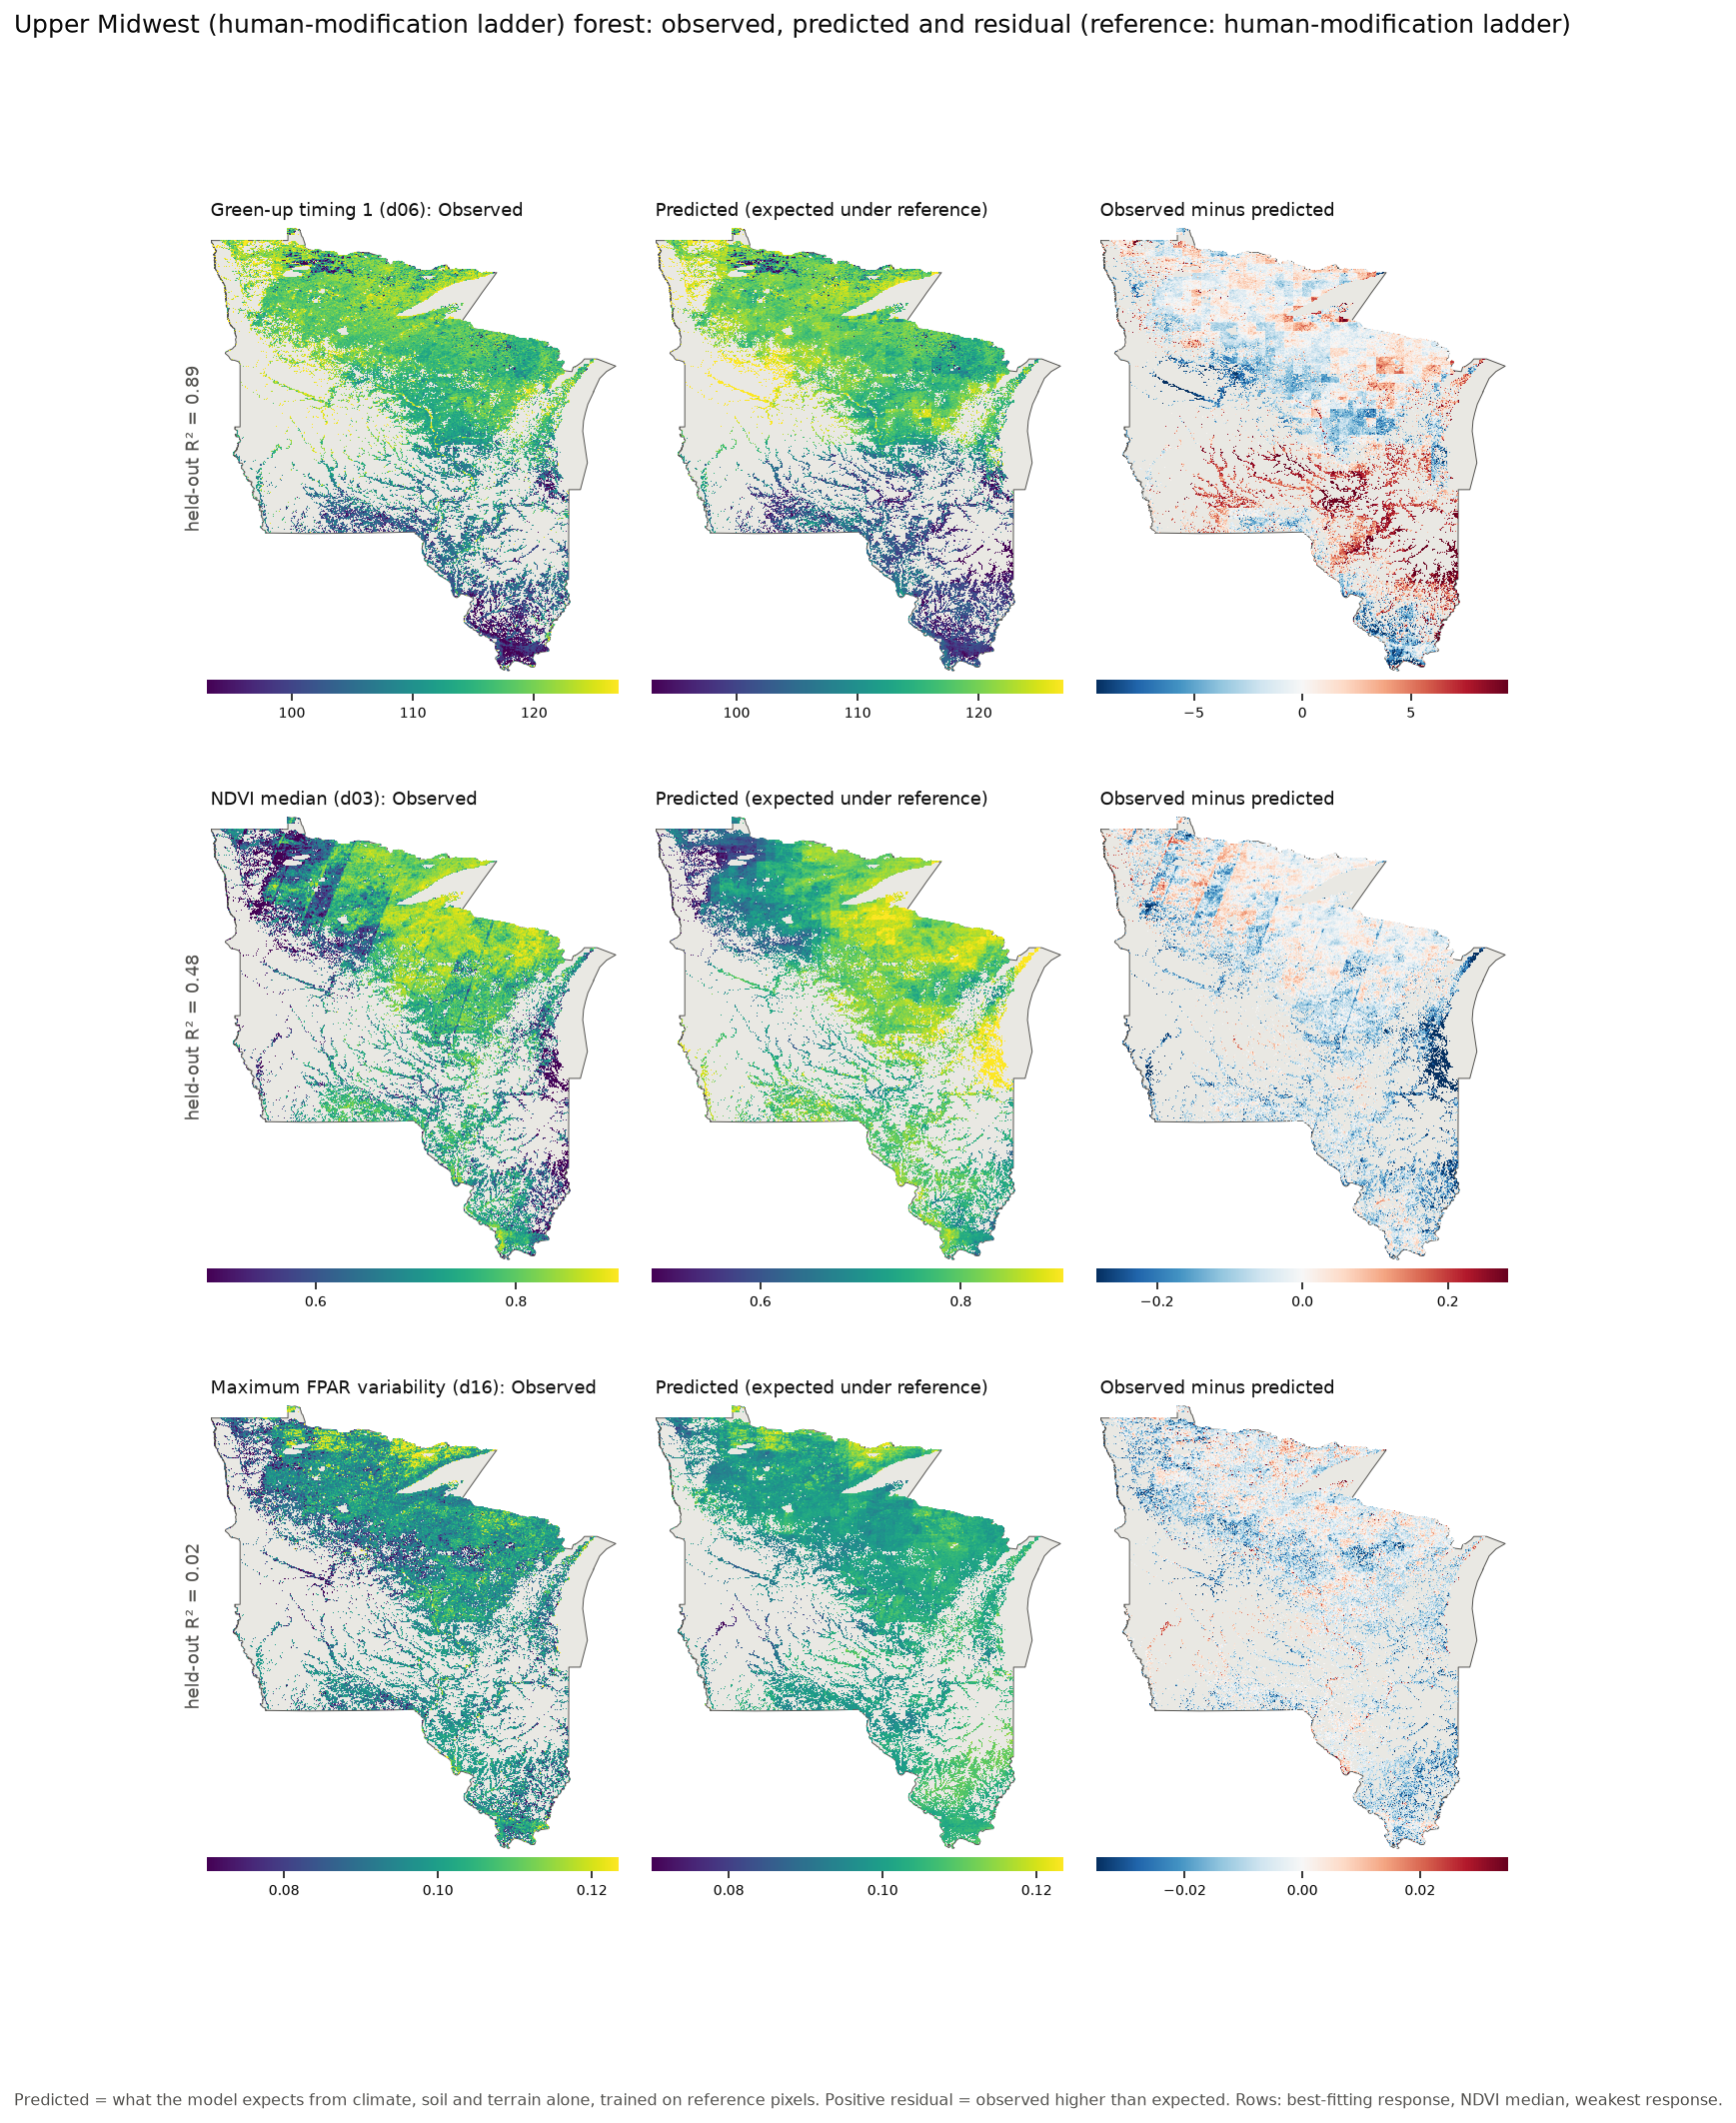 Upper Midwest (human-modification ladder) forest: observed, predicted and residual (reference: human-modification ladder)
Green-up timing 1 (d06): Observed
Predicted (expected under reference)
Observed minus predicted
held-out R² = 0.89
100 110 120
100 110 120
−5 0 5
NDVI median (d03): Observed
Predicted (expected under reference)
Observed minus predicted
held-out R² = 0.48
0.6 0.8
0.6 0.8
−0.2 0.0 0.2
Maximum FPAR variability (d16): Observed
Predicted (expected under reference)
Observed minus predicted
held-out R² = 0.02
0.08 0.10 0.12
0.08 0.10 0.12
−0.02 0.00 0.02
Predicted = what the model expects from climate, soil and terrain alone, trained on reference pixels. Positive residual = observed higher than expected. Rows: best-fitting response, NDVI median, weakest response.